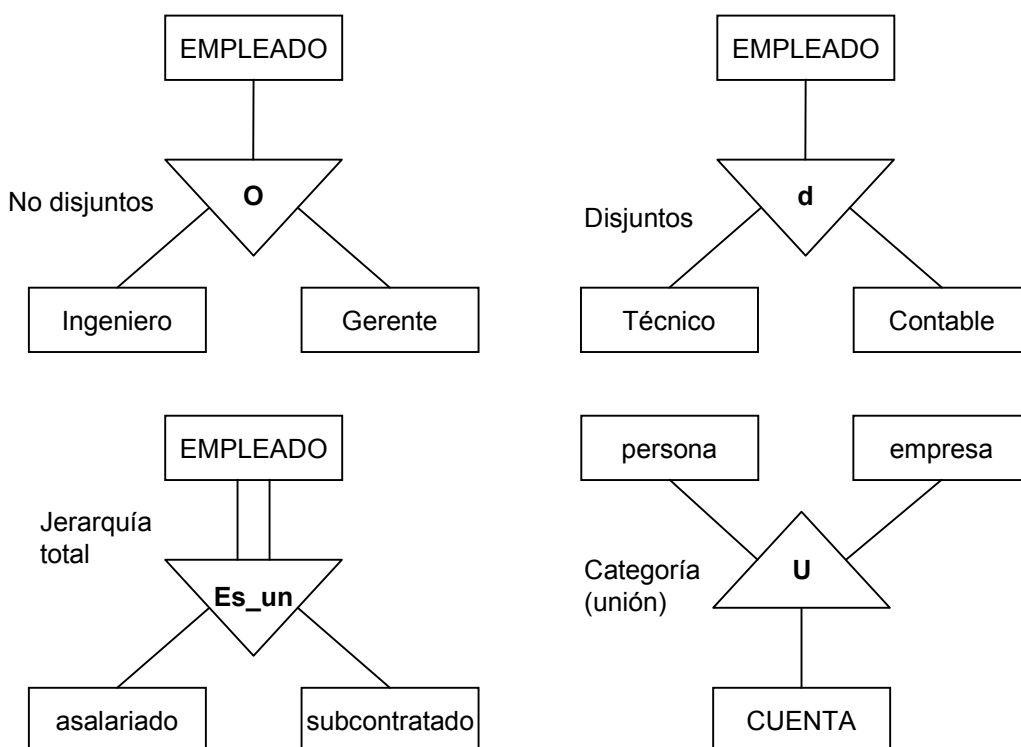 EMPLEADO
O
No disjuntos
Ingeniero
Gerente
EMPLEADO
d
Disjuntos
Técnico
Contable
EMPLEADO
Jerarquía
total
Es_un
asalariado
subcontratado
persona
empresa
Categoría
(unión)
U
CUENTA